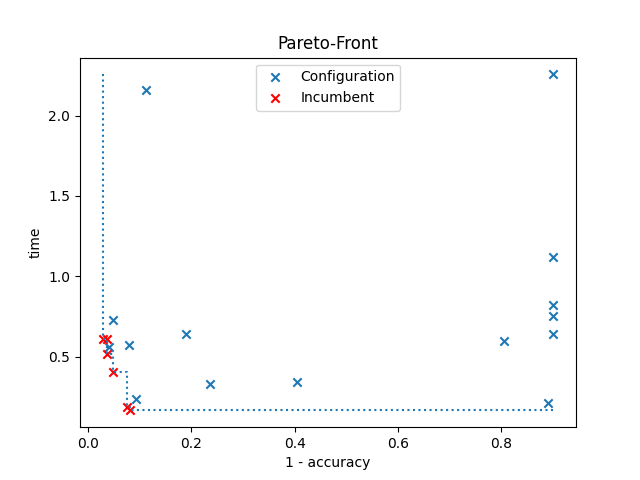 Pareto-Front
Configuration
Incumbent
2.0
1.5
1.0
0.5
time
0.0 0.2 0.4 0.6 0.8
1 - accuracy